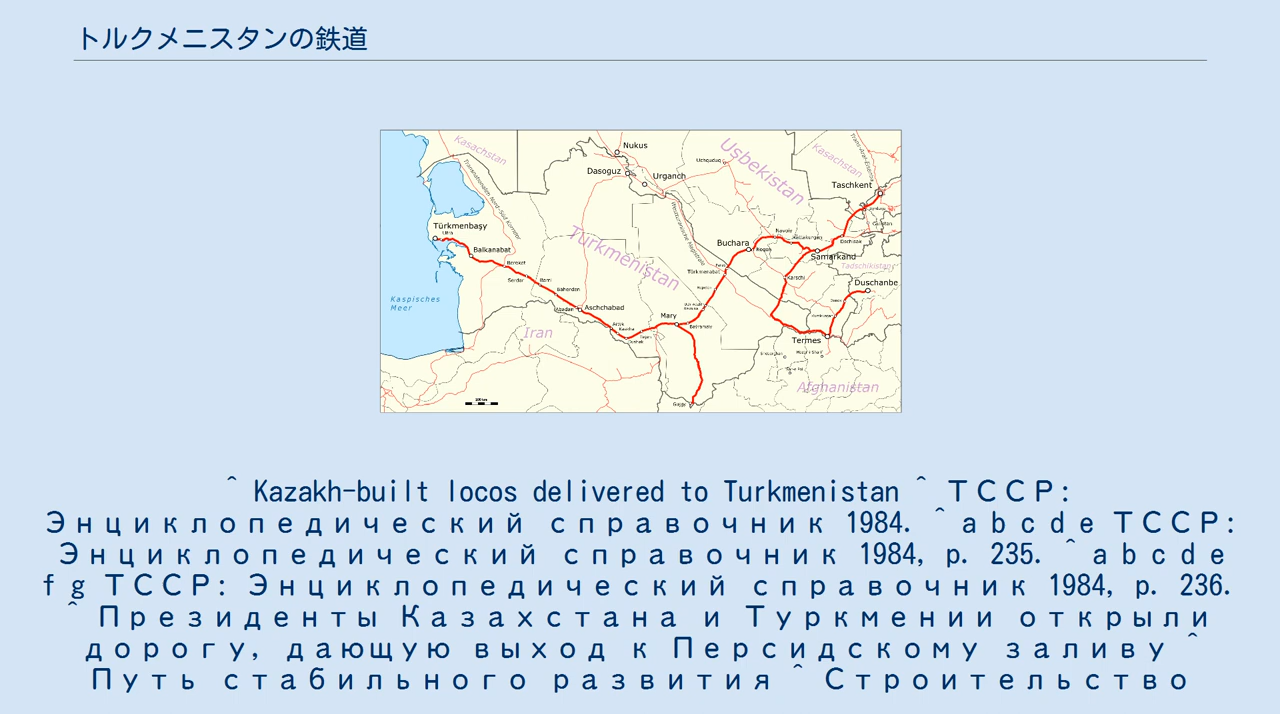 トルクメニスタンの鉄道
Kasachstan
Nukus
Usbekistan
Kasachstan
Dasoguz
Urganch
Taschkent
Türkmenbaşy
Turkmenistan
Buchara
Samarkand
Balkanabat
Tadschikistan
Duschanbe
Kaspisches
Meer
Aschchabad
Mary
Iran
Termes
Afghanistan
^ Kazakh-built locos delivered to Turkmenistan ^ ТССР:
Энциклопедический справочник 1984. ^ a b c d e ТССР:
Энциклопедический справочник 1984, p. 235. ^ a b c d e
f g ТССР: Энциклопедический справочник 1984, p. 236.
^ Президенты Казахстана и Туркмении открыли
дорогу, дающую выход к Персидскому заливу ^
Путь стабильного развития ^ Строительство